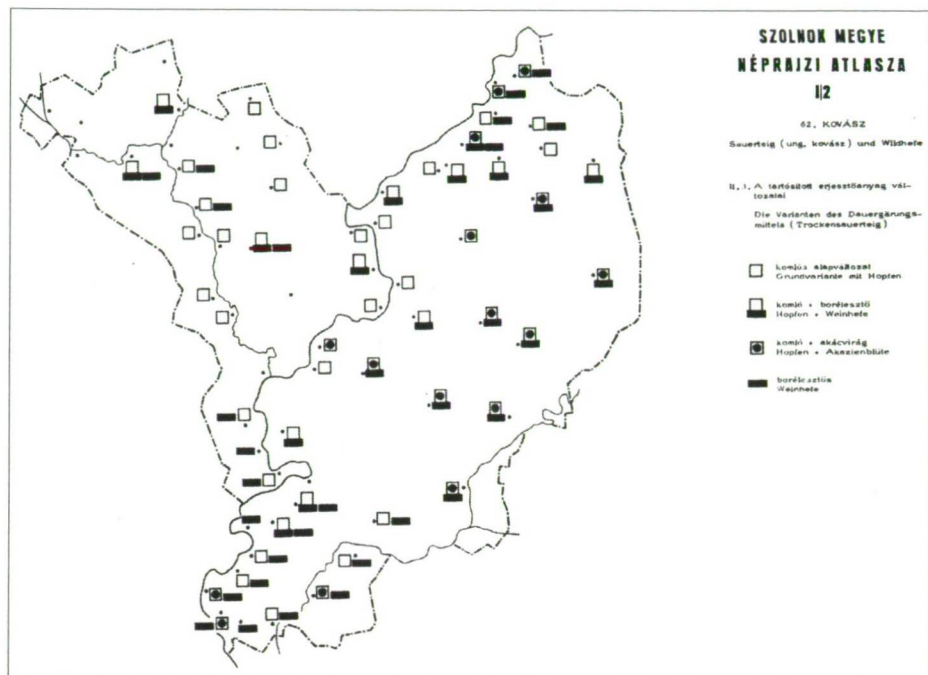 SZOLNOK MEGYE
NÉPRAJZI ATLASZA
I/2
62. KOVÁSZ
Sauerteig (ung. kovász) und Wildhefe
II, 3. A tartósított erjesztőanyag vál-
tozatai
Die Varianten des Dauergärungs-
mittels (Trockensauerteig)
komlós alapváltozat
Grundvariante mit Hopfen
komló + borélesztő
Hopfen + Weinhefe
komló + akácvirág
Hopfen + Akazienblüte
borélesztős
Weinhefe